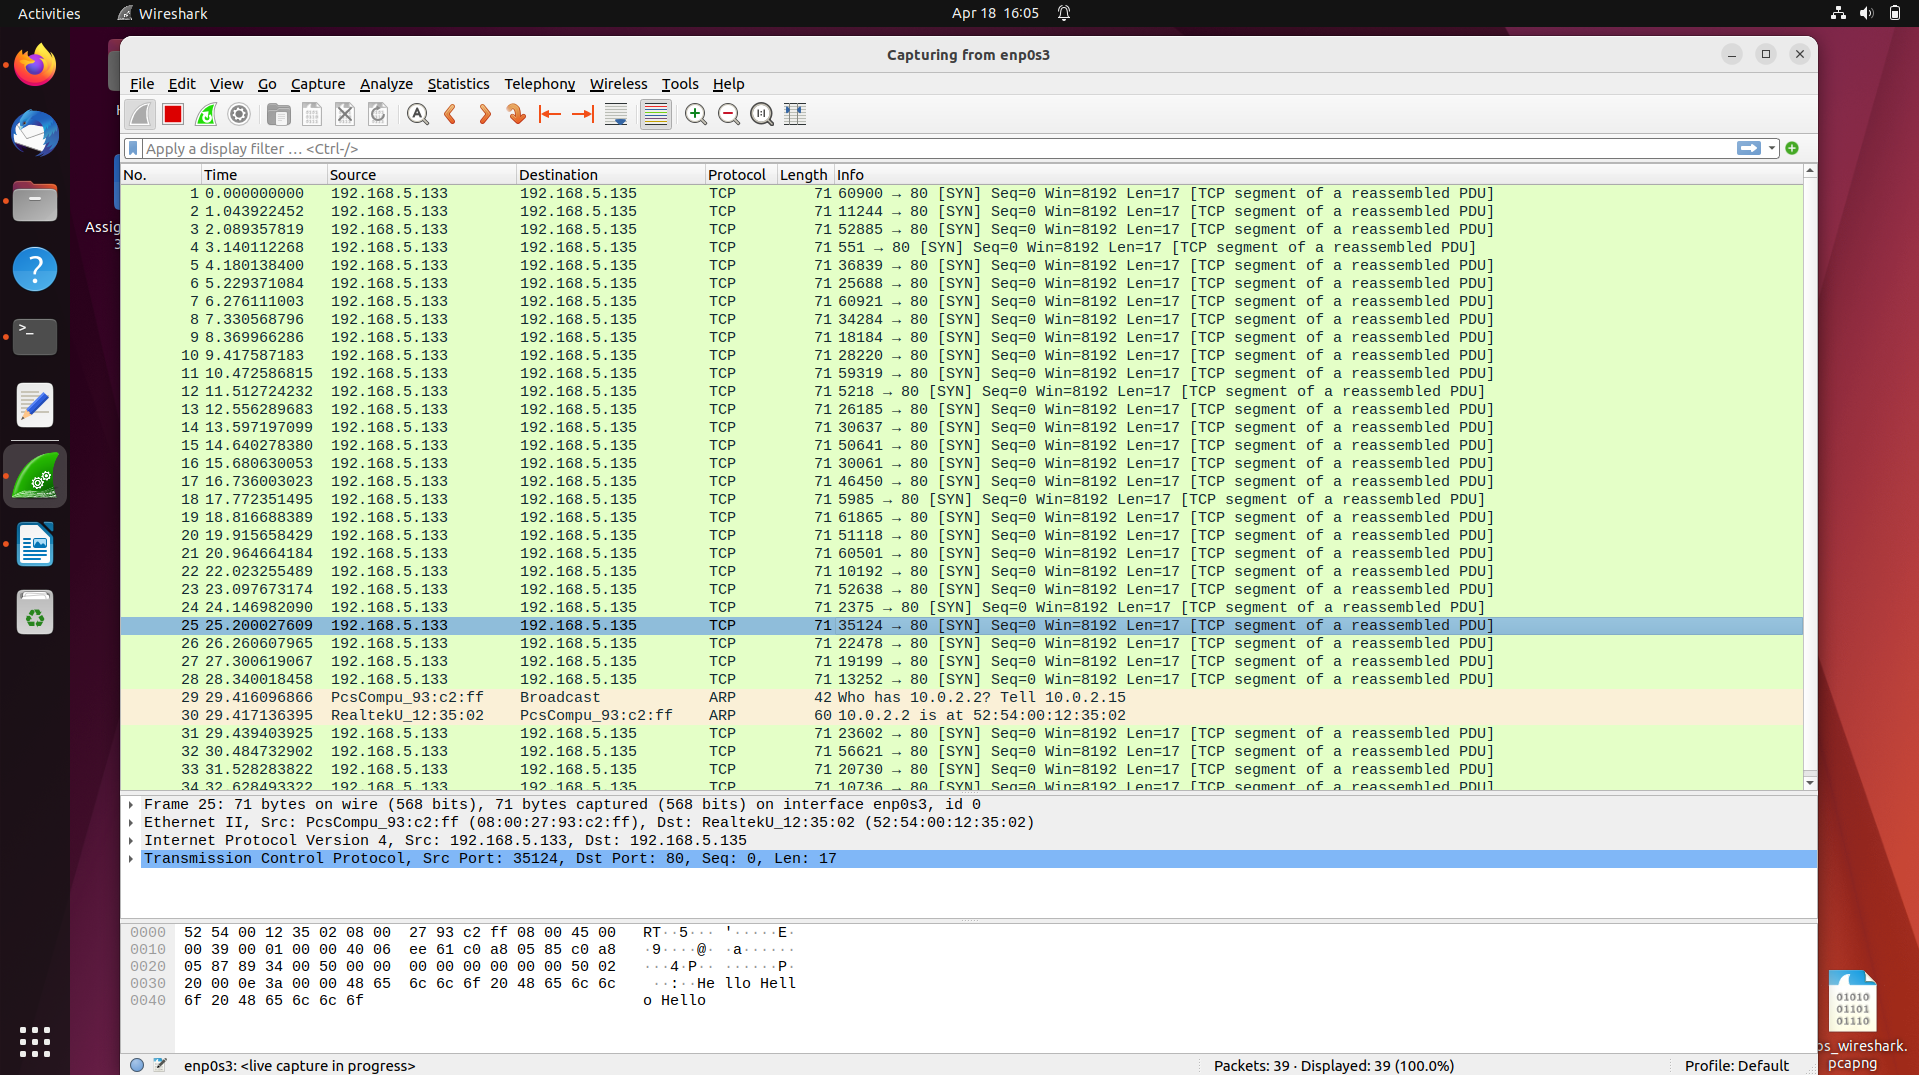 Activities
Wireshark
Apr 18 16:05
Capturing from enp0s3
File Edit View Go Capture Analyze Statistics Telephony Wireless Tools Help
Apply a display filter … <Ctrl-/>
No. Time Source Destination Protocol Length Info
1 0.000000000 192.168.5.133 192.168.5.135 TCP 71 60900 → 80 [SYN] Seq=0 Win=8192 Len=17 [TCP segment of a reassembled PDU]
2 1.043922452 192.168.5.133 192.168.5.135 TCP 71 11244 → 80 [SYN] Seq=0 Win=8192 Len=17 [TCP segment of a reassembled PDU]
3 2.089357819 192.168.5.133 192.168.5.135 TCP 71 52885 → 80 [SYN] Seq=0 Win=8192 Len=17 [TCP segment of a reassembled PDU]
4 3.140112268 192.168.5.133 192.168.5.135 TCP 71 551 → 80 [SYN] Seq=0 Win=8192 Len=17 [TCP segment of a reassembled PDU]
5 4.180138400 192.168.5.133 192.168.5.135 TCP 71 36839 → 80 [SYN] Seq=0 Win=8192 Len=17 [TCP segment of a reassembled PDU]
6 5.229371084 192.168.5.133 192.168.5.135 TCP 71 25688 → 80 [SYN] Seq=0 Win=8192 Len=17 [TCP segment of a reassembled PDU]
7 6.276111003 192.168.5.133 192.168.5.135 TCP 71 60921 → 80 [SYN] Seq=0 Win=8192 Len=17 [TCP segment of a reassembled PDU]
8 7.330568796 192.168.5.133 192.168.5.135 TCP 71 34284 → 80 [SYN] Seq=0 Win=8192 Len=17 [TCP segment of a reassembled PDU]
9 8.369966286 192.168.5.133 192.168.5.135 TCP 71 18184 → 80 [SYN] Seq=0 Win=8192 Len=17 [TCP segment of a reassembled PDU]
10 9.417587183 192.168.5.133 192.168.5.135 TCP 71 28220 → 80 [SYN] Seq=0 Win=8192 Len=17 [TCP segment of a reassembled PDU]
11 10.472586815 192.168.5.133 192.168.5.135 TCP 71 59319 → 80 [SYN] Seq=0 Win=8192 Len=17 [TCP segment of a reassembled PDU]
12 11.512724232 192.168.5.133 192.168.5.135 TCP 71 5218 → 80 [SYN] Seq=0 Win=8192 Len=17 [TCP segment of a reassembled PDU]
13 12.556289683 192.168.5.133 192.168.5.135 TCP 71 26185 → 80 [SYN] Seq=0 Win=8192 Len=17 [TCP segment of a reassembled PDU]
14 13.597197099 192.168.5.133 192.168.5.135 TCP 71 30637 → 80 [SYN] Seq=0 Win=8192 Len=17 [TCP segment of a reassembled PDU]
15 14.640278380 192.168.5.133 192.168.5.135 TCP 71 50641 → 80 [SYN] Seq=0 Win=8192 Len=17 [TCP segment of a reassembled PDU]
16 15.680630053 192.168.5.133 192.168.5.135 TCP 71 30061 → 80 [SYN] Seq=0 Win=8192 Len=17 [TCP segment of a reassembled PDU]
17 16.736003023 192.168.5.133 192.168.5.135 TCP 71 46450 → 80 [SYN] Seq=0 Win=8192 Len=17 [TCP segment of a reassembled PDU]
18 17.772351495 192.168.5.133 192.168.5.135 TCP 71 5985 → 80 [SYN] Seq=0 Win=8192 Len=17 [TCP segment of a reassembled PDU]
19 18.816688389 192.168.5.133 192.168.5.135 TCP 71 61865 → 80 [SYN] Seq=0 Win=8192 Len=17 [TCP segment of a reassembled PDU]
20 19.915658429 192.168.5.133 192.168.5.135 TCP 71 51118 → 80 [SYN] Seq=0 Win=8192 Len=17 [TCP segment of a reassembled PDU]
21 20.964664184 192.168.5.133 192.168.5.135 TCP 71 60501 → 80 [SYN] Seq=0 Win=8192 Len=17 [TCP segment of a reassembled PDU]
22 22.023255489 192.168.5.133 192.168.5.135 TCP 71 10192 → 80 [SYN] Seq=0 Win=8192 Len=17 [TCP segment of a reassembled PDU]
23 23.097673174 192.168.5.133 192.168.5.135 TCP 71 52638 → 80 [SYN] Seq=0 Win=8192 Len=17 [TCP segment of a reassembled PDU]
24 24.146982090 192.168.5.133 192.168.5.135 TCP 71 2375 → 80 [SYN] Seq=0 Win=8192 Len=17 [TCP segment of a reassembled PDU]
25 25.200027609 192.168.5.133 192.168.5.135 TCP 71 35124 → 80 [SYN] Seq=0 Win=8192 Len=17 [TCP segment of a reassembled PDU]
26 26.260607965 192.168.5.133 192.168.5.135 TCP 71 22478 → 80 [SYN] Seq=0 Win=8192 Len=17 [TCP segment of a reassembled PDU]
27 27.300619067 192.168.5.133 192.168.5.135 TCP 71 19199 → 80 [SYN] Seq=0 Win=8192 Len=17 [TCP segment of a reassembled PDU]
28 28.340018458 192.168.5.133 192.168.5.135 TCP 71 13252 → 80 [SYN] Seq=0 Win=8192 Len=17 [TCP segment of a reassembled PDU]
29 29.416096866 PcsCompu_93:c2:ff Broadcast ARP 42 Who has 10.0.2.2? Tell 10.0.2.15
30 29.417136395 RealtekU_12:35:02 PcsCompu_93:c2:ff ARP 60 10.0.2.2 is at 52:54:00:12:35:02
31 29.439403925 192.168.5.133 192.168.5.135 TCP 71 23602 → 80 [SYN] Seq=0 Win=8192 Len=17 [TCP segment of a reassembled PDU]
32 30.484732902 192.168.5.133 192.168.5.135 TCP 71 56621 → 80 [SYN] Seq=0 Win=8192 Len=17 [TCP segment of a reassembled PDU]
33 31.528283822 192.168.5.133 192.168.5.135 TCP 71 20730 → 80 [SYN] Seq=0 Win=8192 Len=17 [TCP segment of a reassembled PDU]
34 32.628493322 192.168.5.133 192.168.5.135 TCP 71 10736 → 80 [SYN] Seq=0 Win=8192 Len=17 [TCP segment of a reassembled PDU]
Frame 25: 71 bytes on wire (568 bits), 71 bytes captured (568 bits) on interface enp0s3, id 0
Ethernet II, Src: PcsCompu_93:c2:ff (08:00:27:93:c2:ff), Dst: RealtekU_12:35:02 (52:54:00:12:35:02)
Internet Protocol Version 4, Src: 192.168.5.133, Dst: 192.168.5.135
Transmission Control Protocol, Src Port: 35124, Dst Port: 80, Seq: 0, Len: 17
0000 52 54 00 12 35 02 08 00 27 93 c2 ff 08 00 45 00 RT··5··· '·····E·
0010 00 39 00 01 00 00 40 06 ee 61 c0 a8 05 85 c0 a8 ·9····@· ·a······
0020 05 87 89 34 00 50 00 00 00 00 00 00 00 00 50 02 ···4·P·· ······P·
0030 20 00 0e 3a 00 00 48 65 6c 6c 6f 20 48 65 6c 6c ··:··He llo Hell
0040 6f 20 48 65 6c 6c 6f o Hello
enp0s3: <live capture in progress>
Packets: 39 · Displayed: 39 (100.0%)
Profile: Default
Assig
os_wireshark.
pcapng
01010
01101
01110